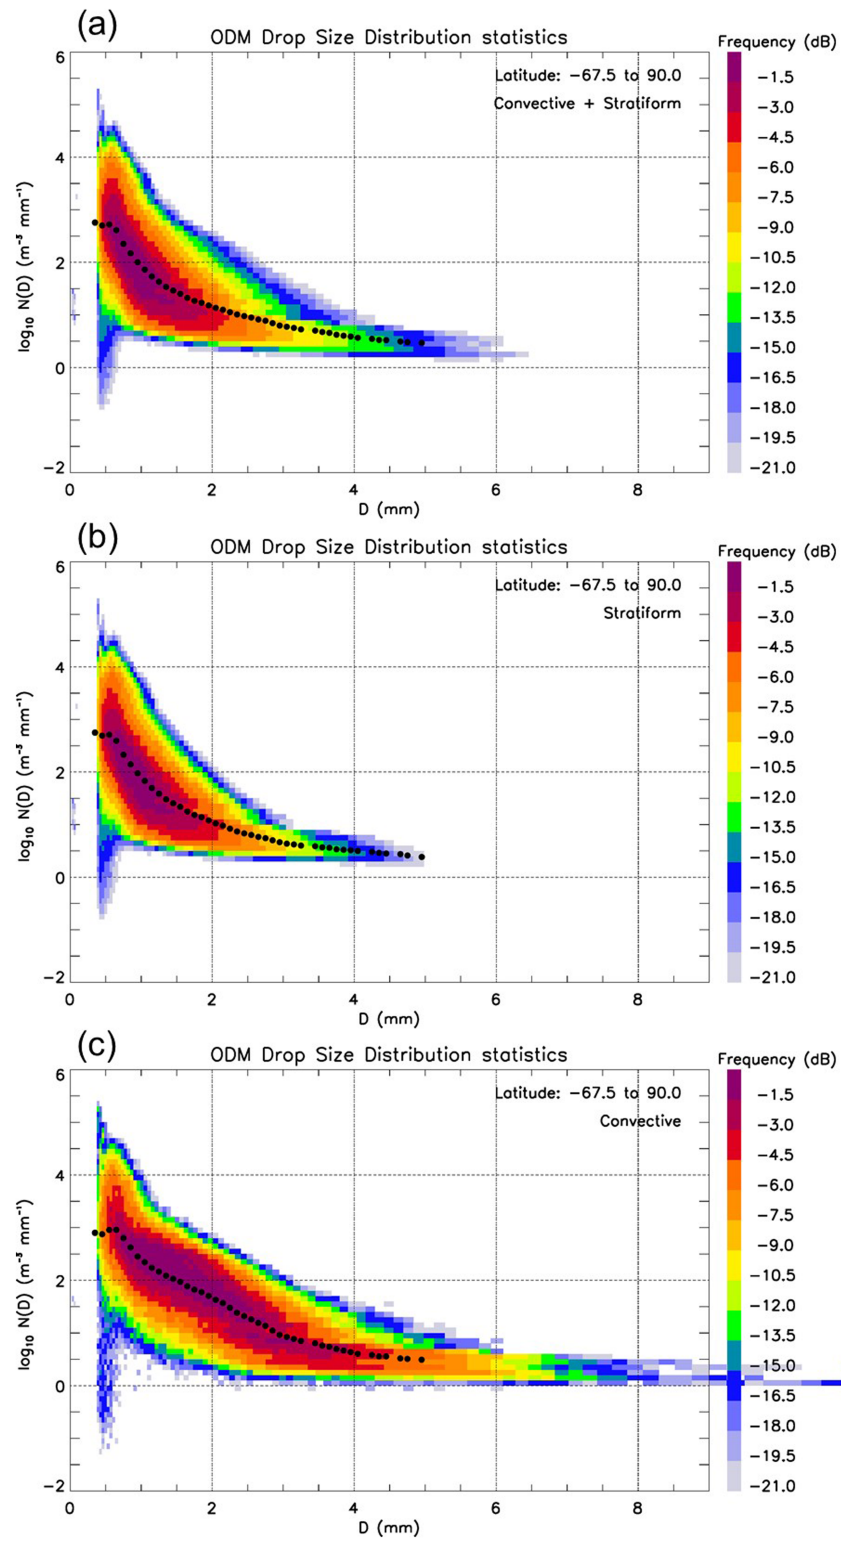 (a)
ODM Drop Size Distribution statistics
Frequency (dB)
Latitude: −67.5 to 90.0
Convective + Stratiform
6
4
2
0
−2
log₁₀ N(D) (m⁻³ mm⁻¹)
0 2 4 6 8
D (mm)
−1.5
−3.0
−4.5
−6.0
−7.5
−9.0
−10.5
−12.0
−13.5
−15.0
−16.5
−18.0
−19.5
−21.0
(b)
ODM Drop Size Distribution statistics
Frequency (dB)
Latitude: −67.5 to 90.0
Stratiform
6
4
2
0
−2
log₁₀ N(D) (m⁻³ mm⁻¹)
0 2 4 6 8
D (mm)
−1.5
−3.0
−4.5
−6.0
−7.5
−9.0
−10.5
−12.0
−13.5
−15.0
−16.5
−18.0
−19.5
−21.0
(c)
ODM Drop Size Distribution statistics
Frequency (dB)
Latitude: −67.5 to 90.0
Convective
6
4
2
0
−2
log₁₀ N(D) (m⁻³ mm⁻¹)
0 2 4 6 8
D (mm)
−1.5
−3.0
−4.5
−6.0
−7.5
−9.0
−10.5
−12.0
−13.5
−15.0
−16.5
−18.0
−19.5
−21.0